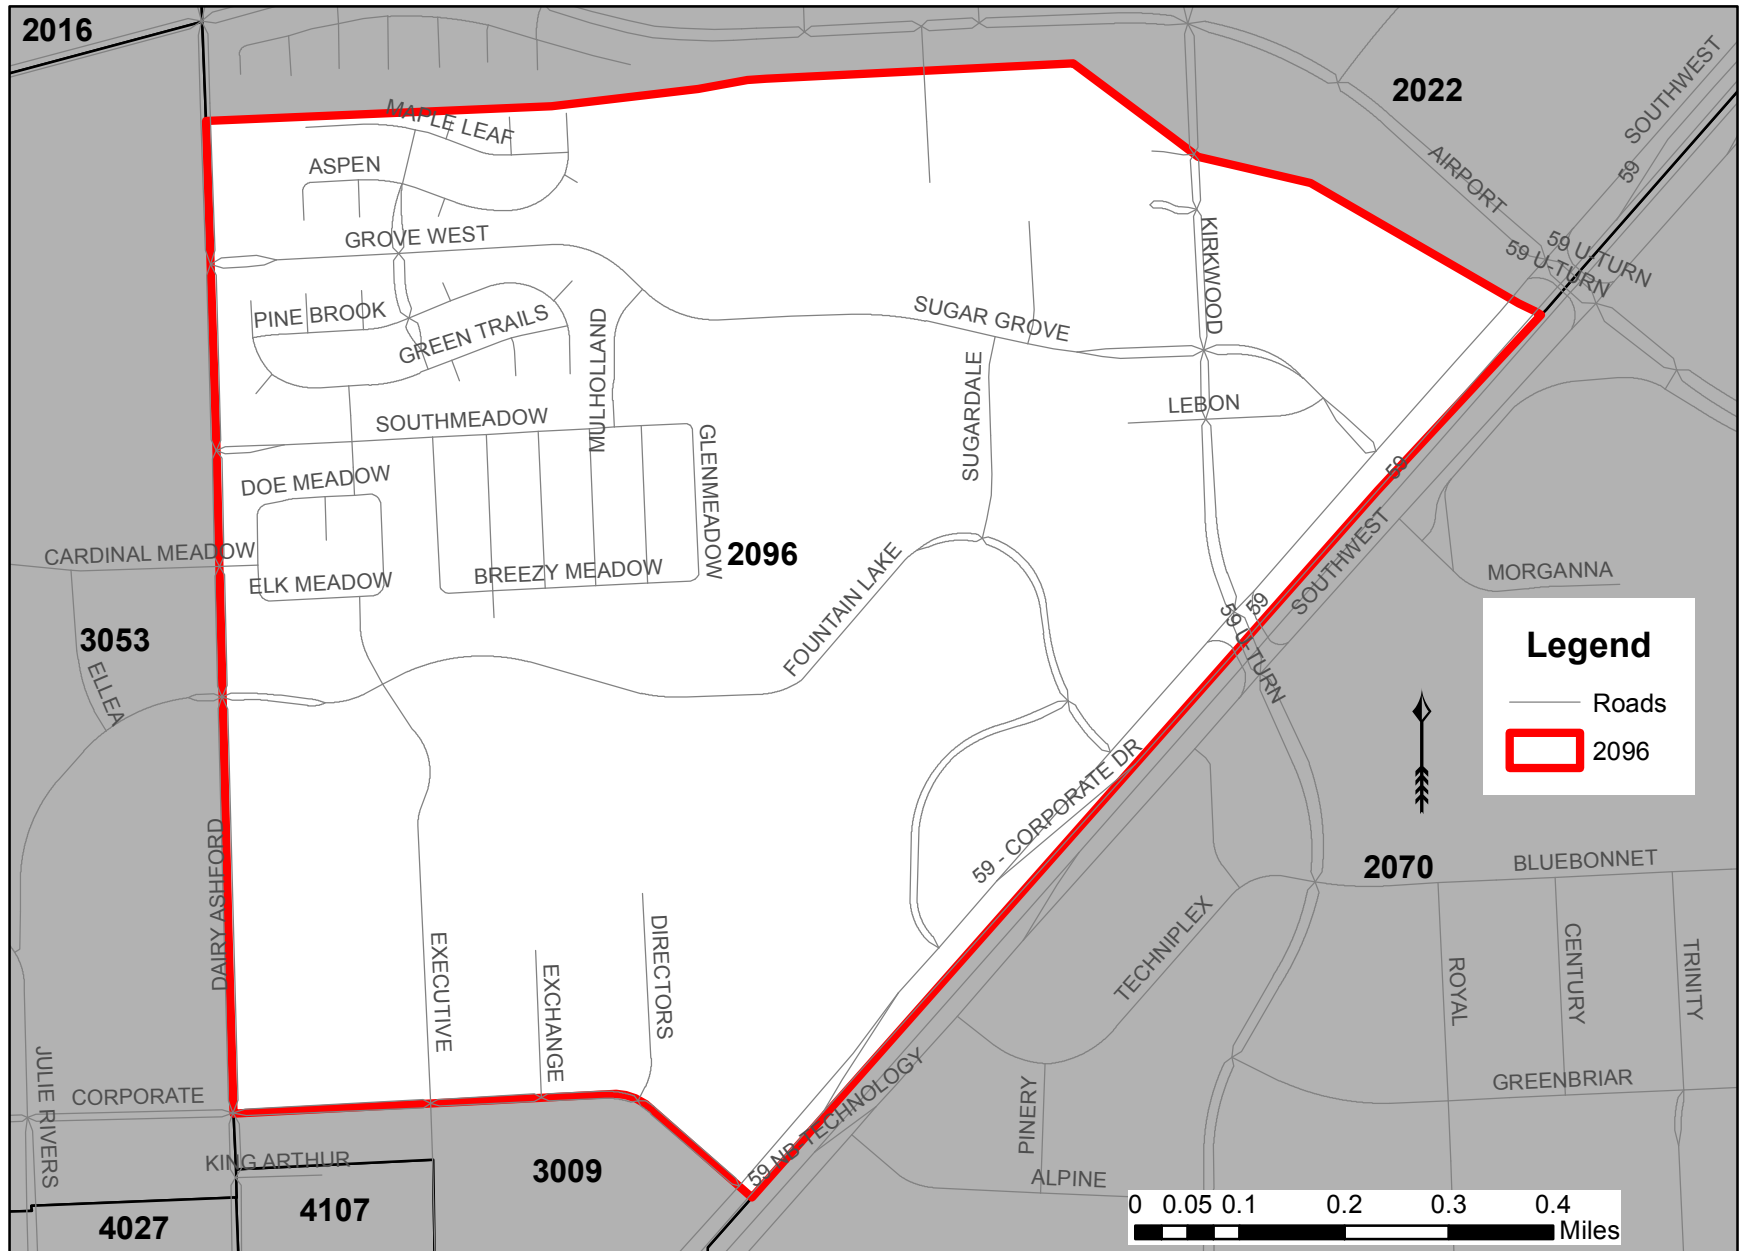 2016
2022
SOUTHWEST
59
AIRPORT
59 U-TURN
59 U-TURN
MAPLE LEAF
ASPEN
GROVE WEST
KIRKWOOD
PINE BROOK
GREEN TRAILS
MULHOLLAND
SUGAR GROVE
SUGARDALE
LEBON
SOUTHMEADOW
GLENMEADOW
DOE MEADOW
59
CARDINAL MEADOW
ELK MEADOW
BREEZY MEADOW
2096
FOUNTAIN LAKE
SOUTHWEST
59
59 U-TURN
MORGANNA
3053
ELLEA
Legend
Roads
2096
59 - CORPORATE DR
DAIRY ASHFORD
2070
BLUEBONNET
TECHNIPLEX
EXECUTIVE
EXCHANGE
DIRECTORS
ROYAL
CENTURY
TRINITY
JULIE RIVERS
CORPORATE
59 NB TECHNOLOGY
PINERY
GREENBRIAR
KING ARTHUR
3009
ALPINE
4027
4107
0 0.05 0.1 0.2 0.3 0.4
Miles